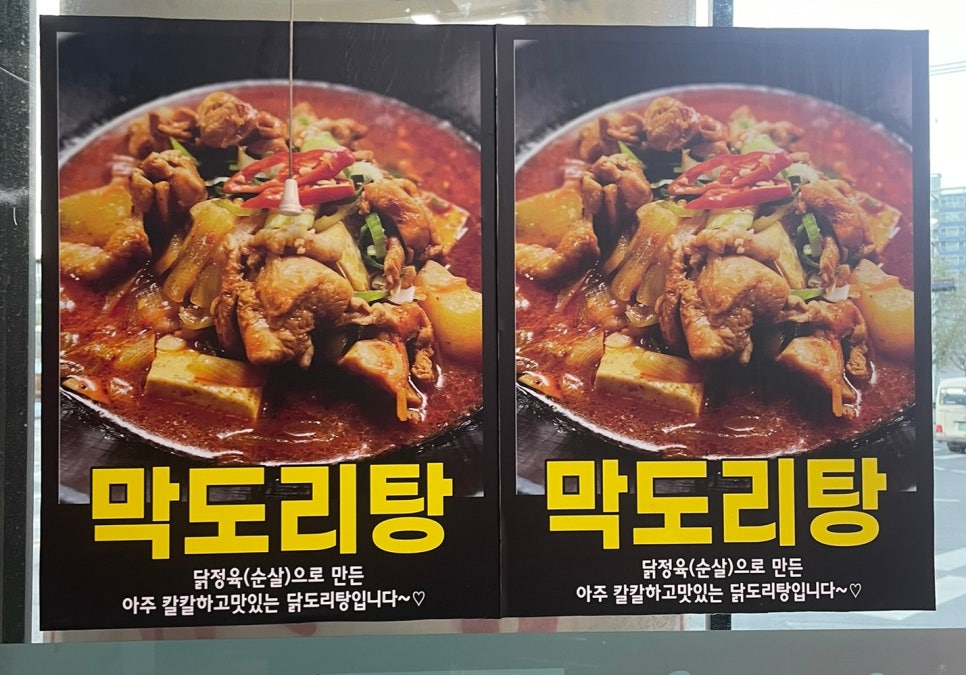 막도리탕
닭정육(순살)으로 만든
아주 칼칼하고맛있는 닭도리탕입니다~♡
막도리탕
닭정육(순살)으로 만든
아주 칼칼하고맛있는 닭도리탕입니다~♡